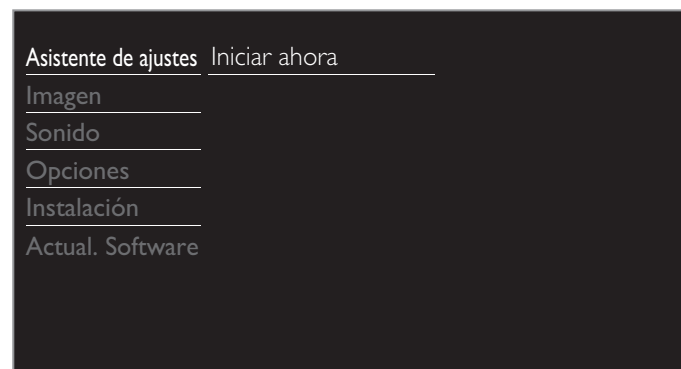 Asistente de ajustes Iniciar ahora
Imagen
Sonido
Opciones
Instalación
Actual. Software